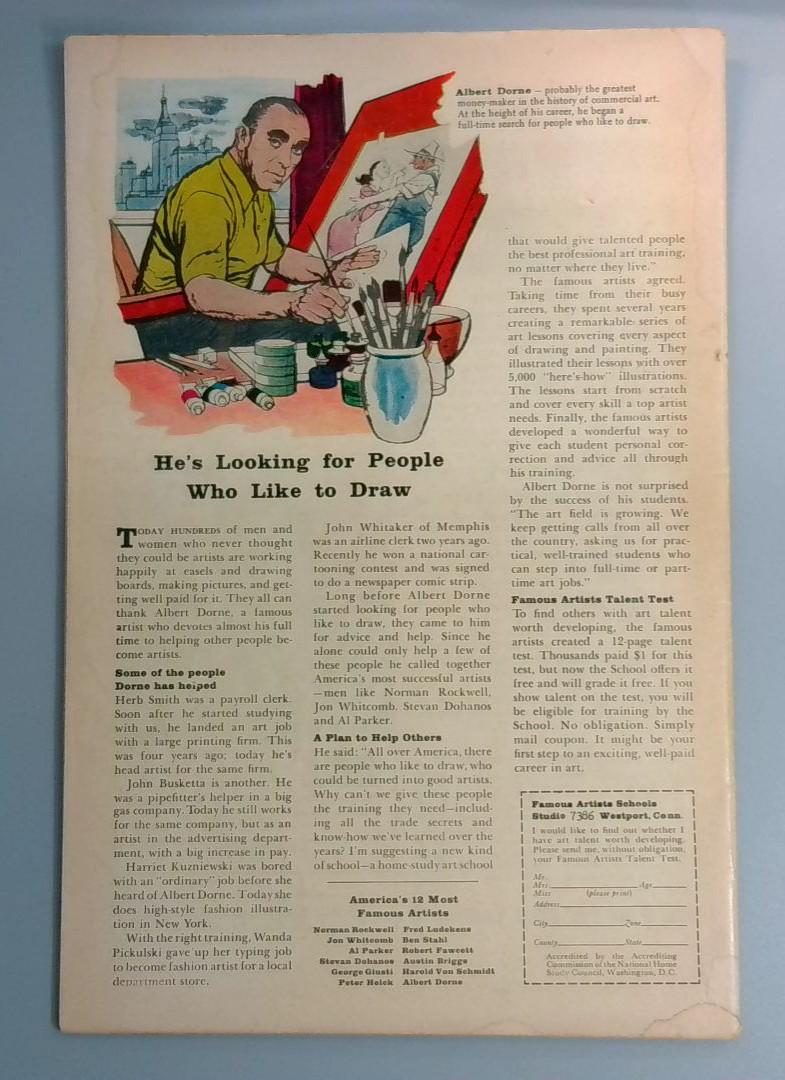 Albert Dorne – probably the greatest
money-maker in the history of commercial art.
At the height of his career, he began a
full-time search for people who like to draw.
He's Looking for People
Who Like to Draw
TODAY HUNDREDS of men and
women who never thought
they could be artists are working
happily at easels and drawing
boards, making pictures, and get-
ting well paid for it. They all can
thank Albert Dorne, a famous
artist who devotes almost his full
time to helping other people be-
come artists.
Some of the people
Dorne has helped
Herb Smith was a payroll clerk.
Soon after he started studying
with us, he landed an art job
with a large printing firm. This
was four years ago; today he's
head artist for the same firm.
John Busketta is another. He
was a pipefitter's helper in a big
gas company. Today he still works
for the same company, but as an
artist in the advertising depart-
ment, with a big increase in pay.
Harriet Kuzniewski was bored
with an "ordinary" job before she
heard of Albert Dorne. Today she
does high-style fashion illustra-
tion in New York.
With the right training, Wanda
Pickulski gave up her typing job
to become fashion artist for a local
department store.
John Whitaker of Memphis
was an airline clerk two years ago.
Recently he won a national car-
tooning contest and was signed
to do a newspaper comic strip.
Long before Albert Dorne
started looking for people who
like to draw, they came to him
for advice and help. Since he
alone could only help a few of
these people he called together
America's most successful artists
—men like Norman Rockwell,
Jon Whitcomb, Stevan Dohanos
and Al Parker.
A Plan to Help Others
He said: "All over America, there
are people who like to draw, who
could be turned into good artists.
Why can't we give these people
the training they need—includ-
ing all the trade secrets and
know-how we've learned over the
years? I'm suggesting a new kind
of school—a home-study art school
America's 12 Most
Famous Artists
Norman Rockwell Fred Ludekens
Jon Whitcomb Ben Stahl
Al Parker Robert Fawcett
Stevan Dohanos Austin Briggs
George Giusti Harold Von Schmidt
Peter Helck Albert Dorne
that would give talented people
the best professional art training,
no matter where they live."
The famous artists agreed.
Taking time from their busy
careers, they spent several years
creating a remarkable series of
art lessons covering every aspect
of drawing and painting. They
illustrated their lessons with over
5,000 "here's-how" illustrations.
The lessons start from scratch
and cover every skill a top artist
needs. Finally, the famous artists
developed a wonderful way to
give each student personal cor-
rection and advice all through
his training.
Albert Dorne is not surprised
by the success of his students.
"The art field is growing. We
keep getting calls from all over
the country, asking us for prac-
tical, well-trained students who
can step into full-time or part-
time art jobs."
Famous Artists Talent Test
To find others with art talent
worth developing, the famous
artists created a 12-page talent
test. Thousands paid $1 for this
test, but now the School offers it
free and will grade it free. If you
show talent on the test, you will
be eligible for training by the
School. No obligation. Simply
mail coupon. It might be your
first step to an exciting, well-paid
career in art.
Famous Artists Schools
Studio 7386 Westport, Conn.
I would like to find out whether I
have art talent worth developing.
Please send me, without obligation,
your Famous Artists Talent Test.
Mr.
Mrs. Age
Miss (please print)
Address
City Zone
County State
Accredited by the Accrediting
Commission of the National Home
Study Council, Washington, D.C.